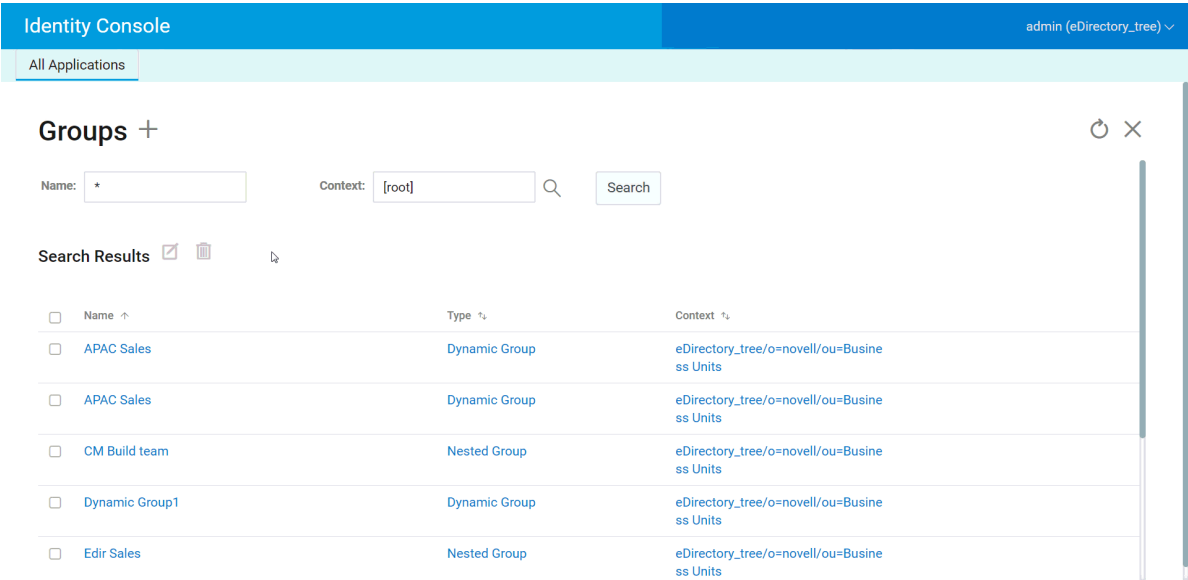 Identity Console
admin (eDirectory_tree)
All Applications
Groups
Name: * Context: [root] Search
Search Results
Name Type Context
APAC Sales Dynamic Group eDirectory_tree/o=novell/ou=Busine
ss Units
APAC Sales Dynamic Group eDirectory_tree/o=novell/ou=Busine
ss Units
CM Build team Nested Group eDirectory_tree/o=novell/ou=Busine
ss Units
Dynamic Group1 Dynamic Group eDirectory_tree/o=novell/ou=Busine
ss Units
Edir Sales Nested Group eDirectory_tree/o=novell/ou=Busine
ss Units